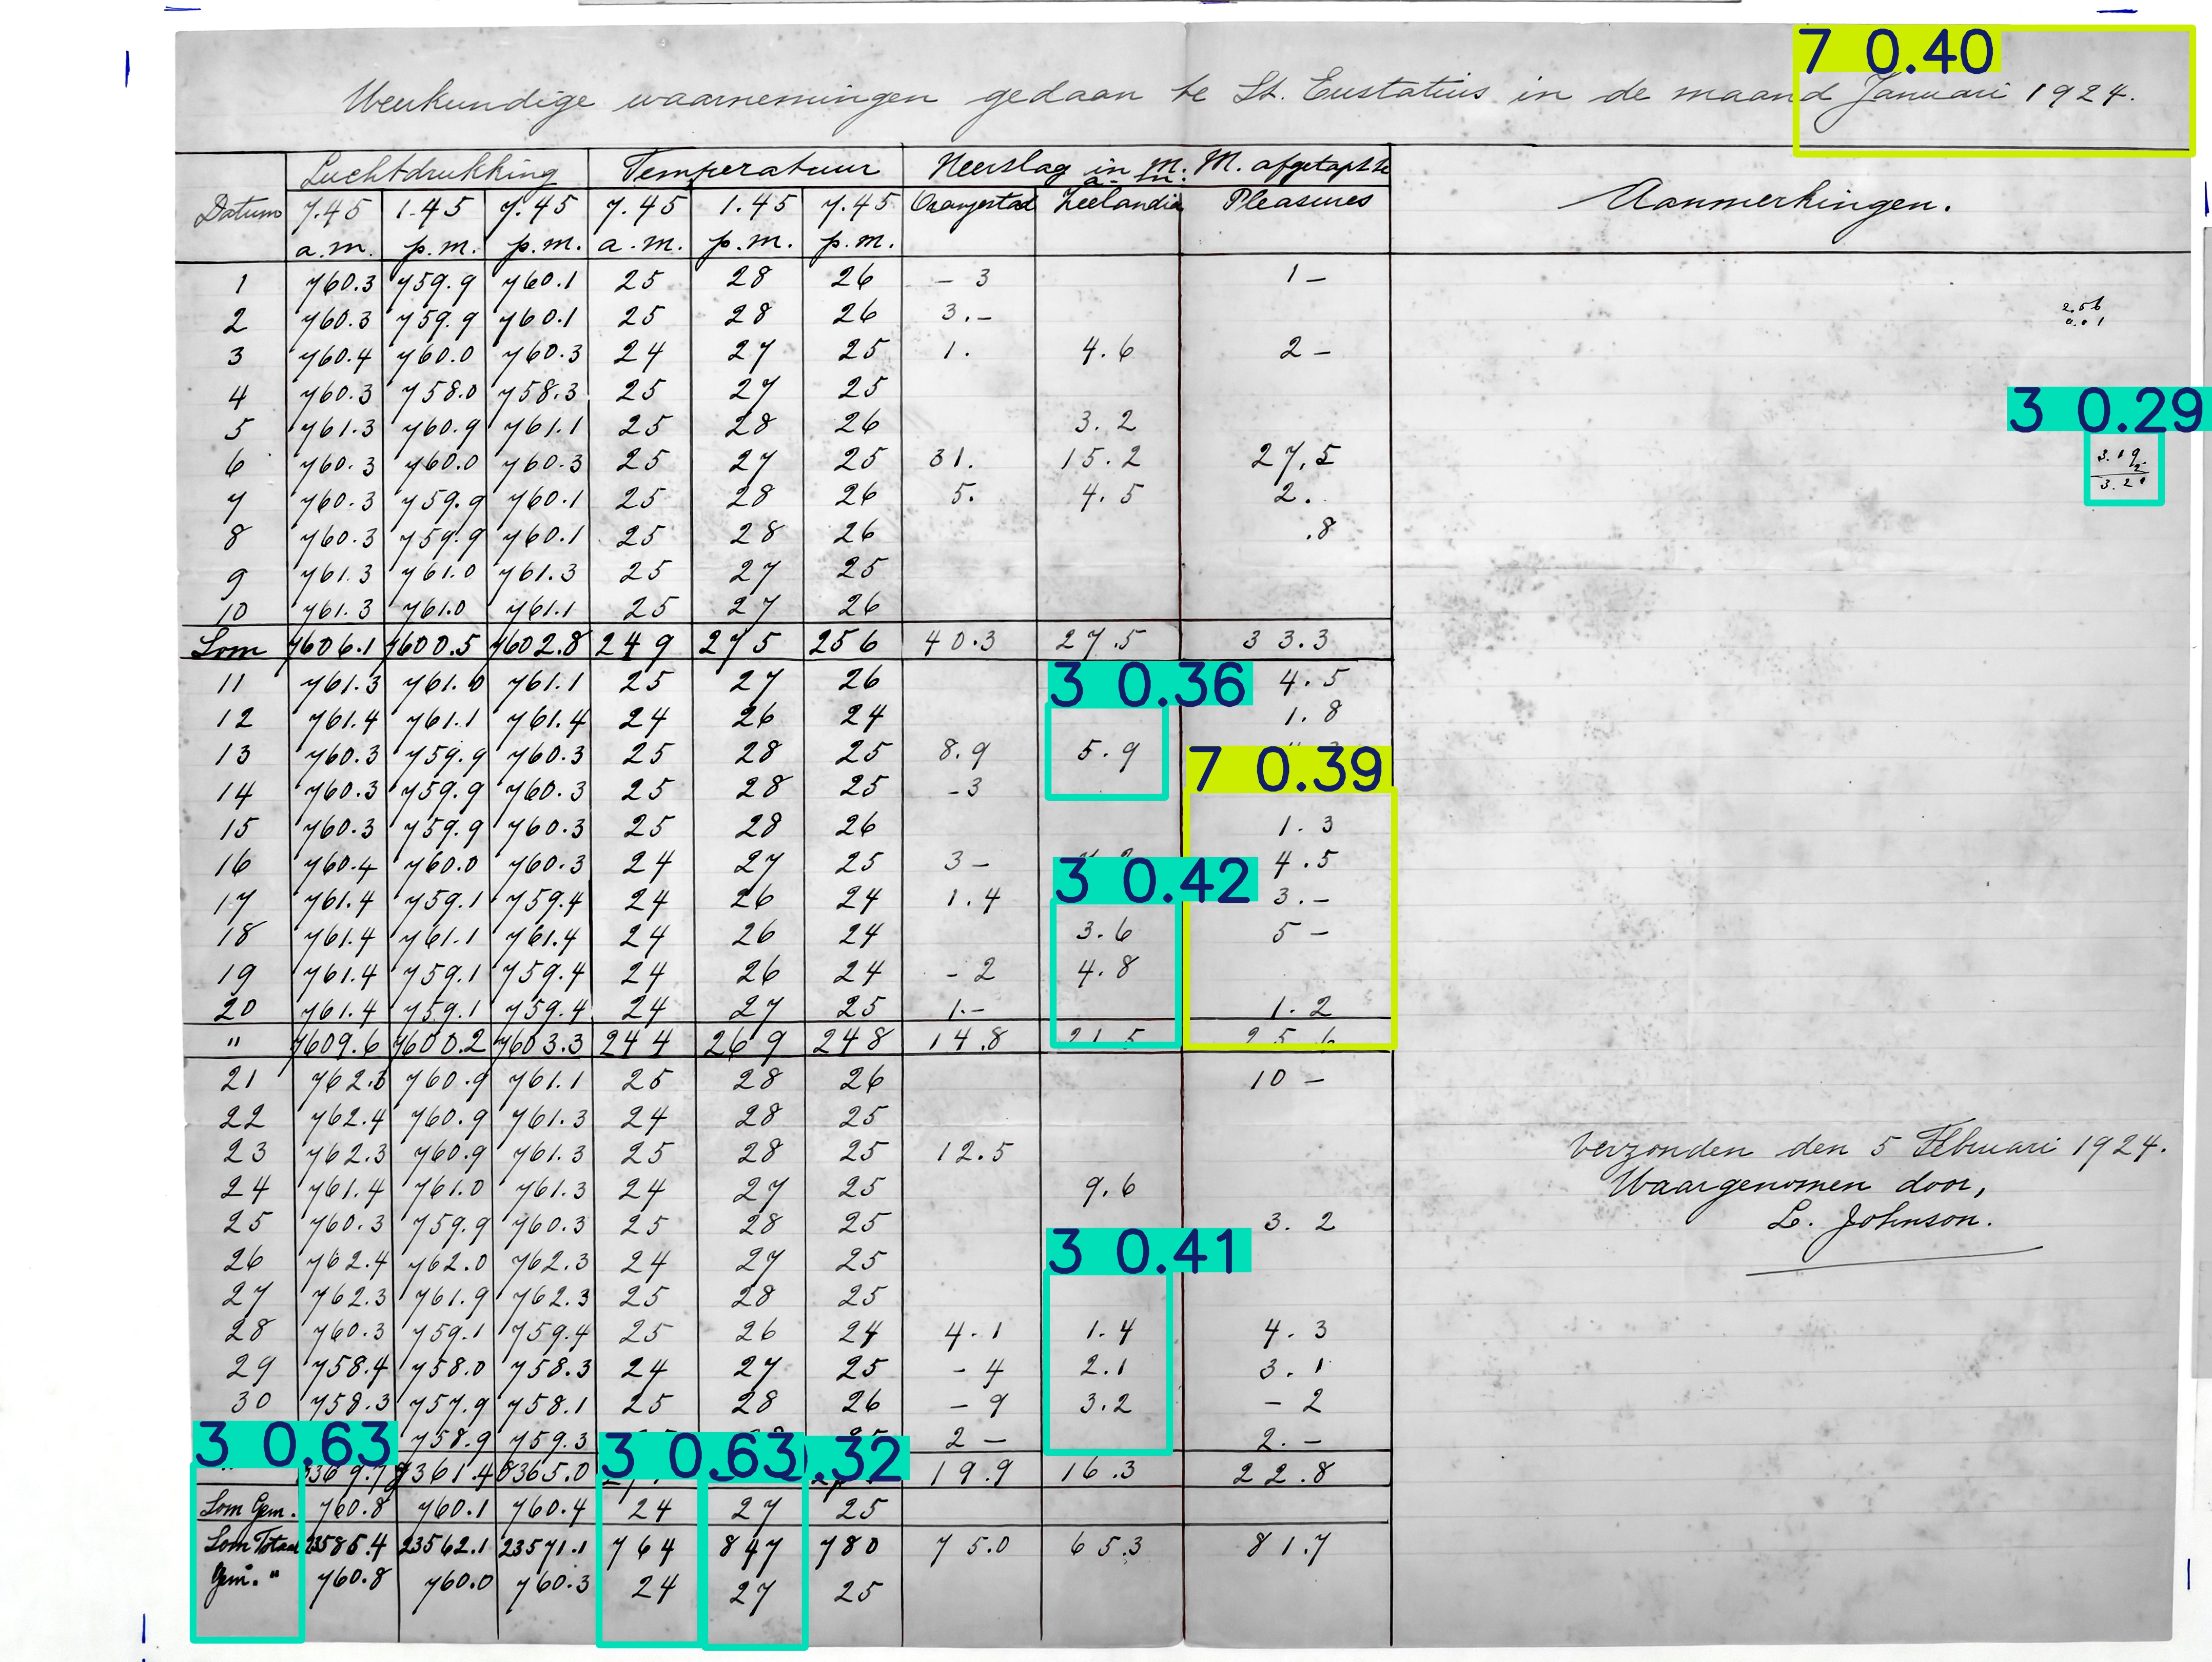 7 0.40
Weerkundige waarnemingen gedaan te St. Eustatius in de maand Januari 1924.
Luchtdrukking Temperatuur Neerslag in m. M. afgetapt te
a. m.
Datum 7.45 1.45 7.45 7.45 1.45 7.45 Oranjestad Zeelandia Pleasures Aanmerkingen.
a.m. p.m. p.m. a.m. p.m. p.m.
1 760.3 759.9 760.1 25 28 26 - 3 1 -
2 760.3 759.9 760.1 25 28 26 3.-
3 760.4 760.0 760.3 24 27 25 1. 4.6 2 -
4 760.3 758.0 758.3 25 27 25
3 0.29
5 761.3 760.9 761.1 25 28 26 3.2
6 760.3 760.0 760.3 25 27 25 31. 15.2 27,5
7 760.3 759.9 760.1 25 28 26 5. 4.5 2.
8 760.3 759.9 760.1 25 28 26 .8
9 761.3 761.0 761.3 25 27 25
10 761.3 761.0 761.1 25 27 26
Som 7606.1 7600.5 7602.8 249 275 256 40.3 27.5 33.3
11 761.3 761.0 761.1 25 27 26 3 0.36 4.5
12 761.4 761.1 761.4 24 26 24 1.8
13 760.3 759.9 760.3 25 28 25 8.9 5.9
7 0.39
14 760.3 759.9 760.3 25 28 25 -3
15 760.3 759.9 760.3 25 28 26 1.3
16 760.4 760.0 760.3 24 27 25 3- 4.5
3 0.42
17 761.4 759.1 759.4 24 26 24 1.4 3.-
18 761.4 761.1 761.4 24 26 24 3.6 5 -
19 761.4 759.1 759.4 24 26 24 - 2 4.8
20 761.4 759.1 759.4 24 27 25 1.- 1.2
" 7609.6 7600.2 7603.3 244 269 248 14.8 21.5 25.6
21 762.3 760.9 761.1 25 28 26 10 -
22 762.4 760.9 761.3 24 28 25
23 762.3 760.9 761.3 25 28 25 12.5
Verzonden den 5 Februari 1924.
24 761.4 761.0 761.3 24 27 25 9.6
Waargenomen door,
25 760.3 759.9 760.3 25 28 25 3.2
L. Johnson.
26 762.4 762.0 762.3 24 27 25 3 0.41
27 762.3 761.9 762.3 25 28 25
28 760.3 759.1 759.4 25 26 24 4.1 1.4 4.3
29 758.4 758.0 758.3 24 27 25 - 4 2.1 3.1
30 758.3 757.9 758.1 25 28 26 - 9 3.2 - 2
3 0.63 758.9 759.3 2 - 2.-
3 0.63 .32
8369.7 8361.4 8365.0 19.9 16.3 22.8
Som Gem. 760.8 760.1 760.4 24 27 25
Som Totaal 23585.4 23562.1 23571.1 764 847 780 75.0 65.3 81.7
Gem. " 760.8 760.0 760.3 24 27 25